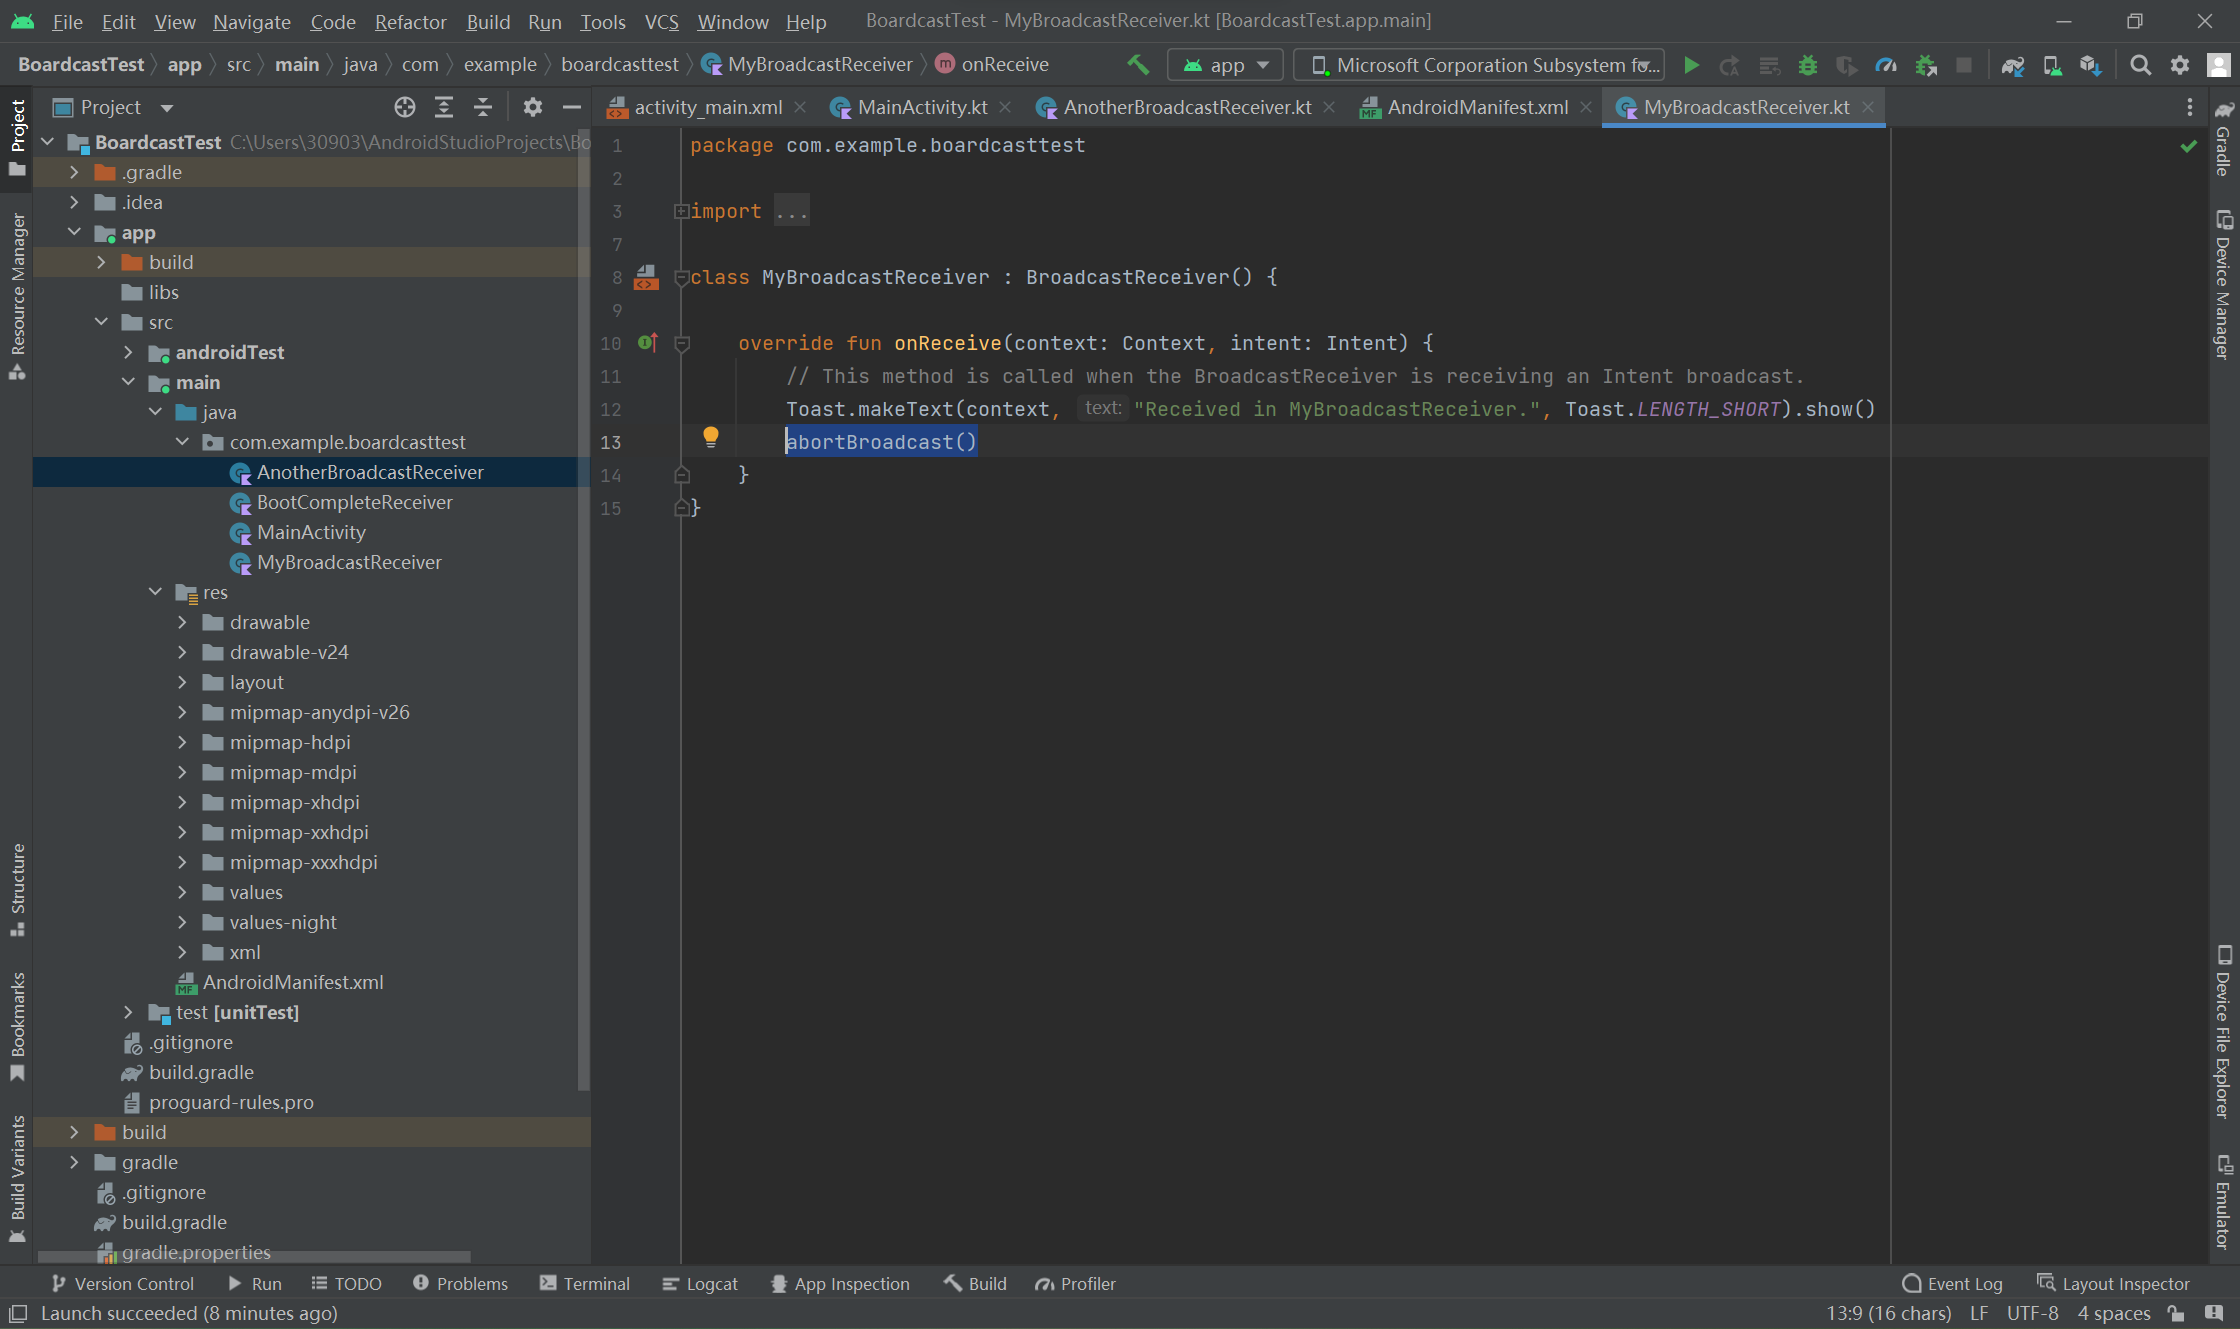 File Edit View Navigate Code Refactor Build Run Tools VCS Window Help BoardcastTest - MyBroadcastReceiver.kt [BoardcastTest.app.main]
BoardcastTest app src main java com example boardcasttest MyBroadcastReceiver onReceive app Microsoft Corporation Subsystem fo...
Project
activity_main.xml MainActivity.kt AnotherBroadcastReceiver.kt AndroidManifest.xml MyBroadcastReceiver.kt
BoardcastTest C:\Users\30903\AndroidStudioProjects\Bo
.gradle
.idea
app
build
libs
src
androidTest
main
java
com.example.boardcasttest
AnotherBroadcastReceiver
BootCompleteReceiver
MainActivity
MyBroadcastReceiver
res
drawable
drawable-v24
layout
mipmap-anydpi-v26
mipmap-hdpi
mipmap-mdpi
mipmap-xhdpi
mipmap-xxhdpi
mipmap-xxxhdpi
values
values-night
xml
AndroidManifest.xml
test [unitTest]
.gitignore
build.gradle
proguard-rules.pro
build
gradle
.gitignore
build.gradle
gradle.properties
1 package com.example.boardcasttest
2
3 import ...
7
8 class MyBroadcastReceiver : BroadcastReceiver() {
9
10 override fun onReceive(context: Context, intent: Intent) {
11 // This method is called when the BroadcastReceiver is receiving an Intent broadcast.
12 Toast.makeText(context, text: "Received in MyBroadcastReceiver.", Toast.LENGTH_SHORT).show()
13 abortBroadcast()
14 }
15 }
Project
Resource Manager
Structure
Bookmarks
Build Variants
Gradle
Device Manager
Device File Explorer
Emulator
Version Control Run TODO Problems Terminal Logcat App Inspection Build Profiler Event Log Layout Inspector
Launch succeeded (8 minutes ago) 13:9 (16 chars) LF UTF-8 4 spaces